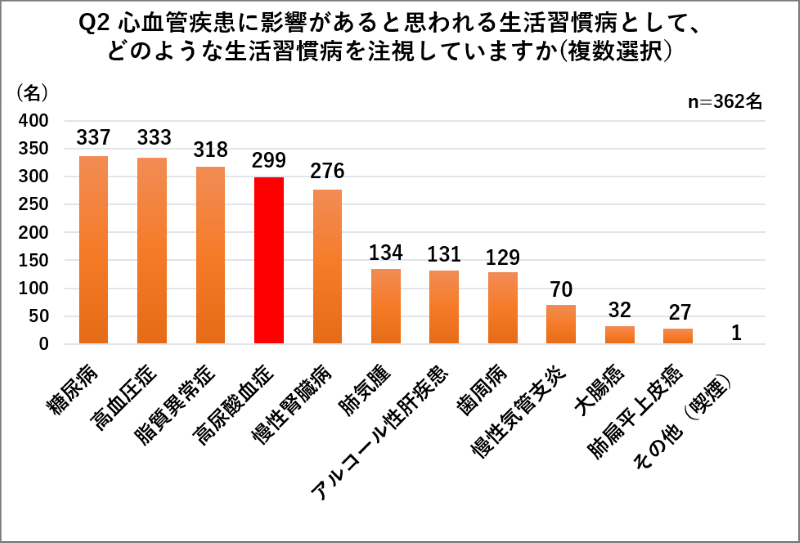 Q2 心血管疾患に影響があると思われる生活習慣病として、
どのような生活習慣病を注視していますか(複数選択)
(名)
n=362名
400
350
300
250
200
150
100
50
0
337
333
318
299
276
134
131
129
70
32
27
1
糖尿病
高血圧症
脂質異常症
高尿酸血症
慢性腎臓病
肺気腫
アルコール性肝疾患
歯周病
慢性気管支炎
大腸癌
肺扁平上皮癌
その他（喫煙）